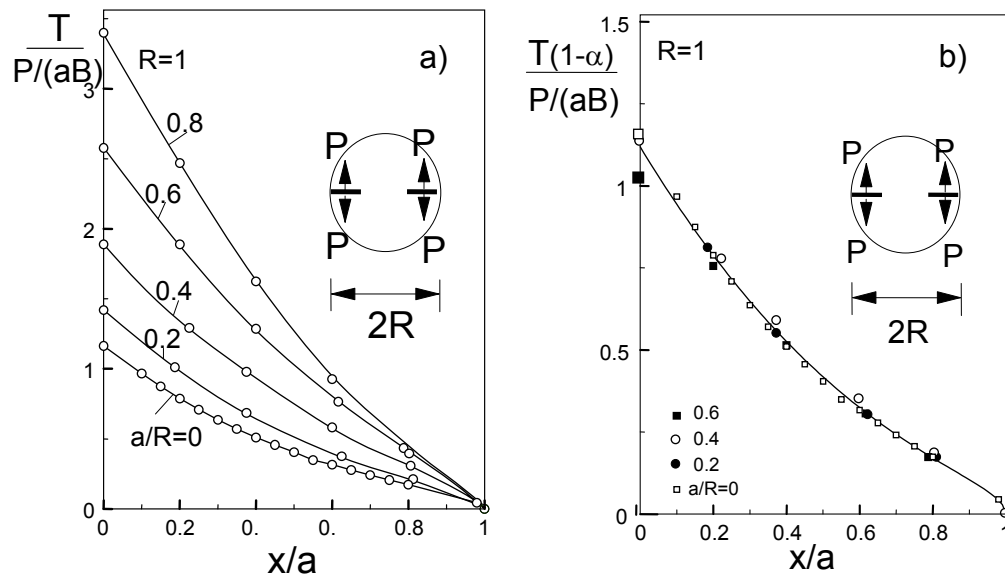 T
P/(aB)
R=1
a)
3
2
1
0
0.8
0.6
0.4
0.2
a/R=0
P P
P P
2R
0 0.2 0. 0. 0.8 1
x/a
1.5
T(1-α)
P/(aB)
R=1
b)
1
0.5
0
P P
P P
2R
0.6
0.4
0.2
a/R=0
0 0.2 0.4 0.6 0.8 1
x/a